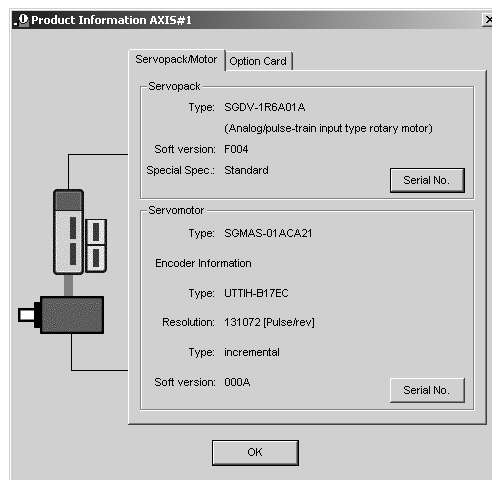 Product Information AXIS#1
Servopack/Motor
Option Card
Servopack
Type: SGDV-1R6A01A
(Analog/pulse-train input type rotary motor)
Soft version: F004
Special Spec.: Standard
Serial No.
Servomotor
Type: SGMAS-01ACA21
Encoder Information
Type: UTTIH-B17EC
Resolution: 131072 [Pulse/rev]
Type: incremental
Soft version: 000A
Serial No.
OK